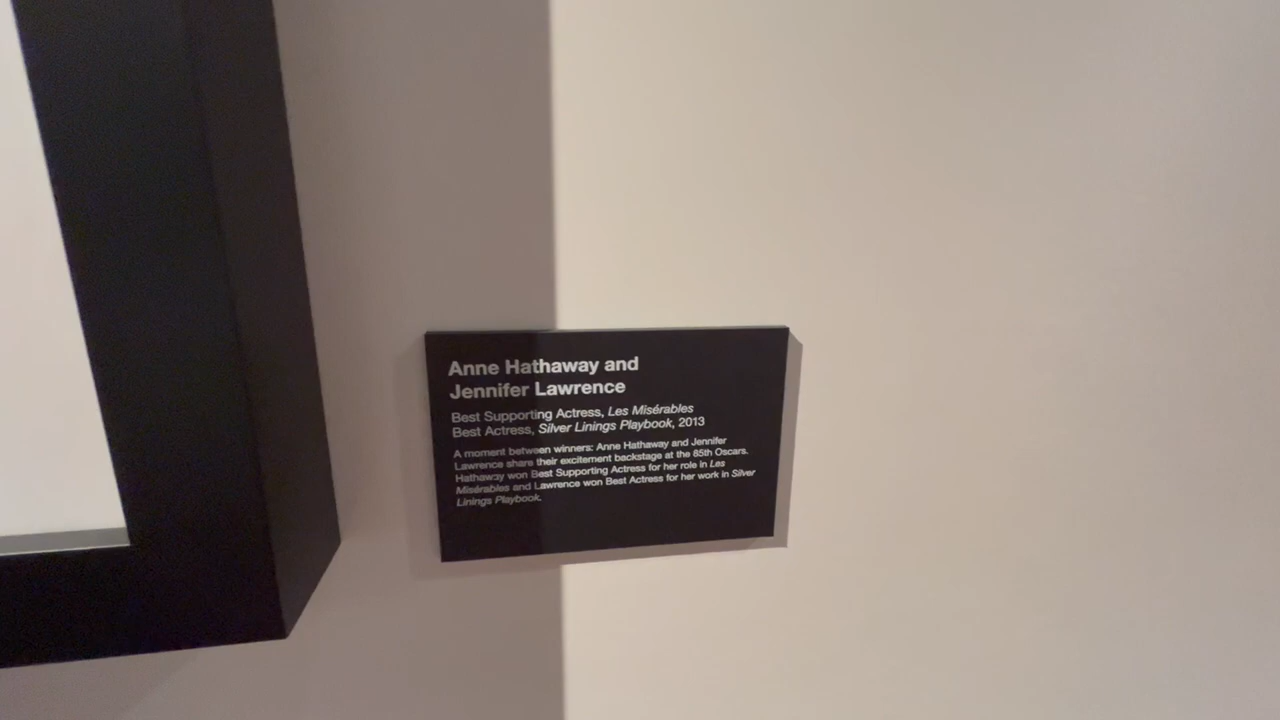 Anne Hathaway and
Jennifer Lawrence
Best Supporting Actress, Les Misérables
Best Actress, Silver Linings Playbook, 2013
A moment between winners: Anne Hathaway and Jennifer
Lawrence share their excitement backstage at the 85th Oscars.
Hathaway won Best Supporting Actress for her role in Les
Misérables and Lawrence won Best Actress for her work in Silver
Linings Playbook.